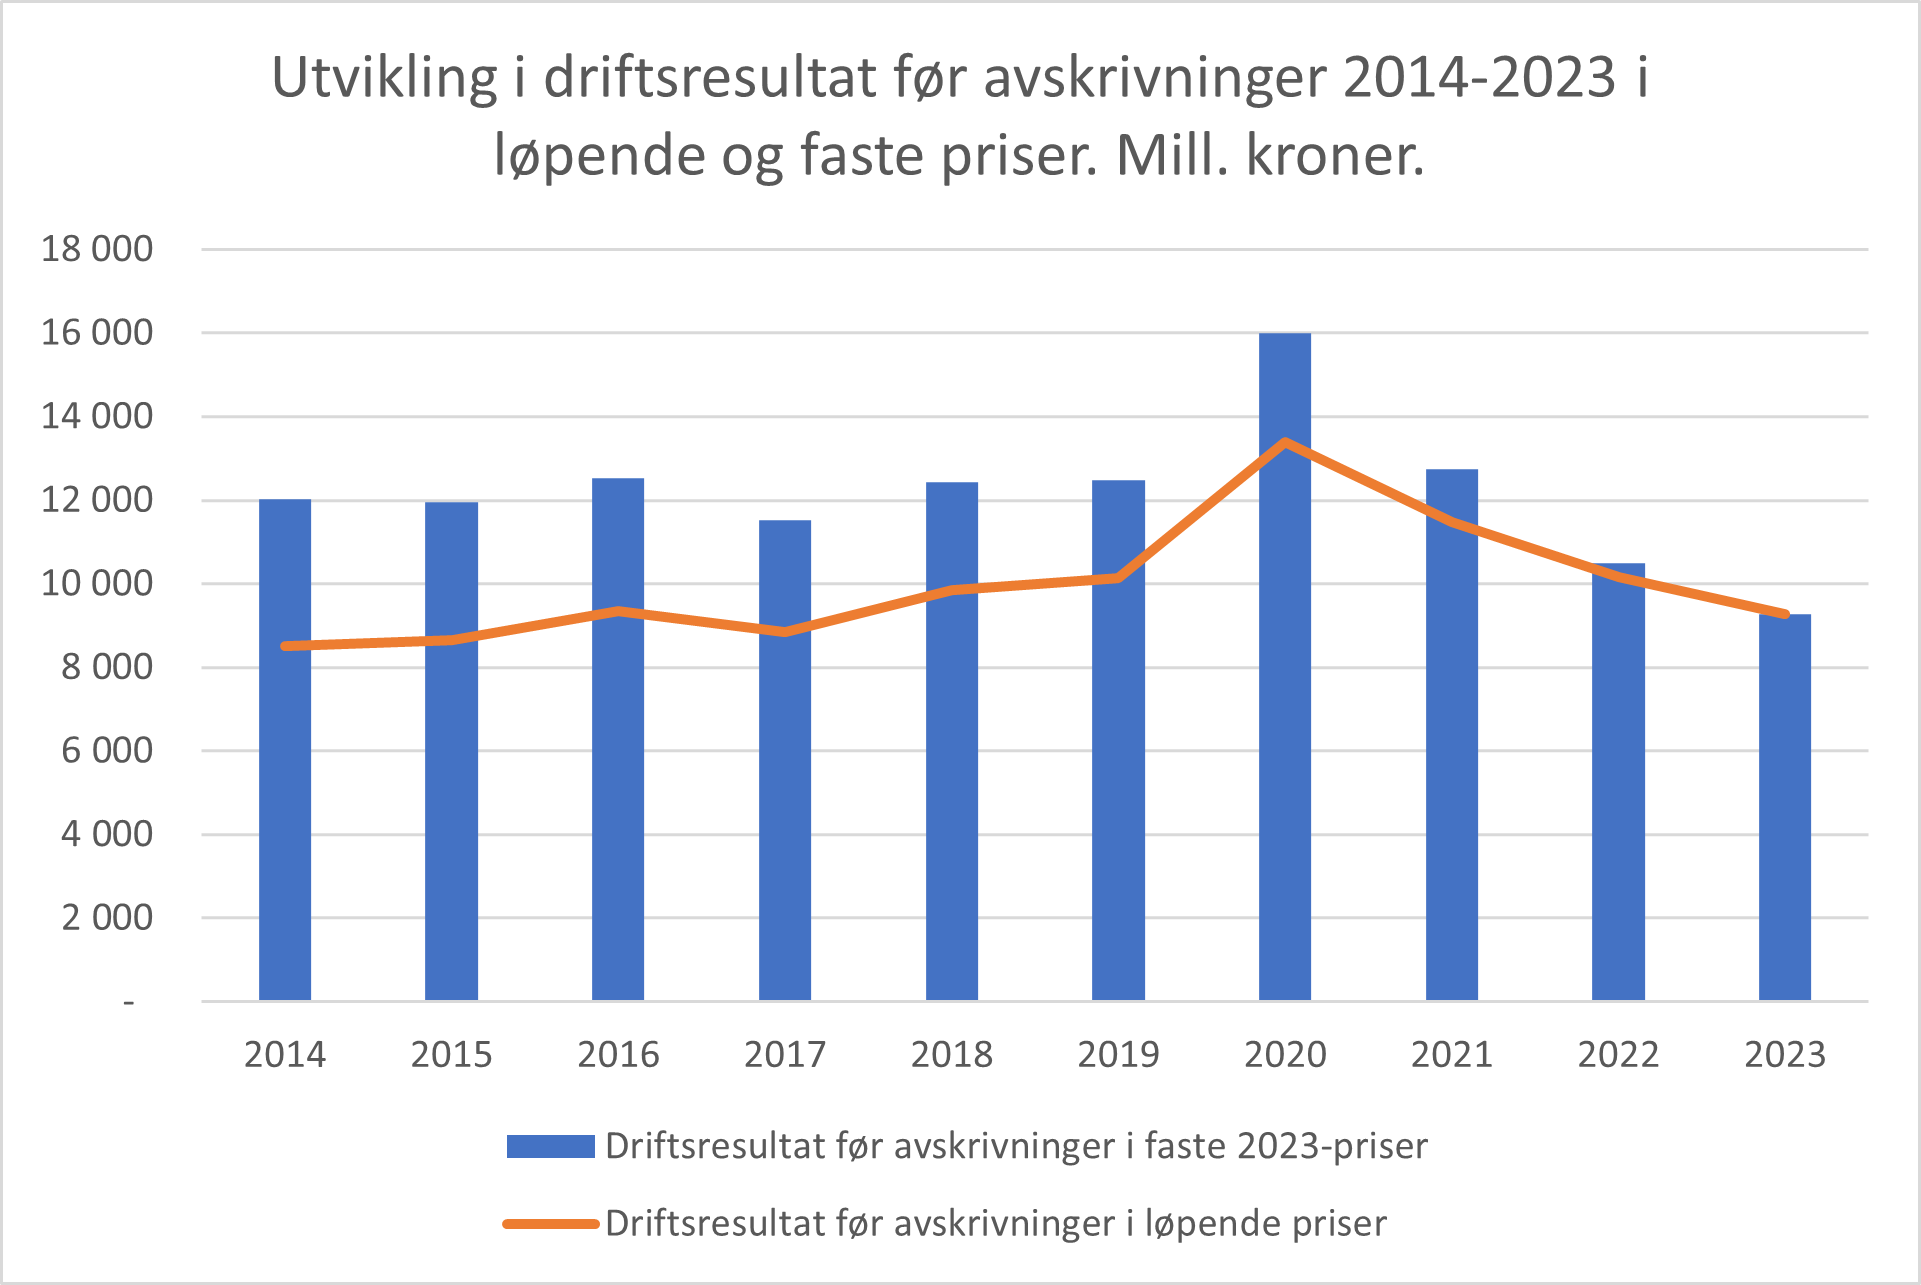 Utvikling i driftsresultat før avskrivninger 2014-2023 i
løpende og faste priser. Mill. kroner.
18 000
16 000
14 000
12 000
10 000
8 000
6 000
4 000
2 000
-
2014 2015 2016 2017 2018 2019 2020 2021 2022 2023
Driftsresultat før avskrivninger i faste 2023-priser
Driftsresultat før avskrivninger i løpende priser